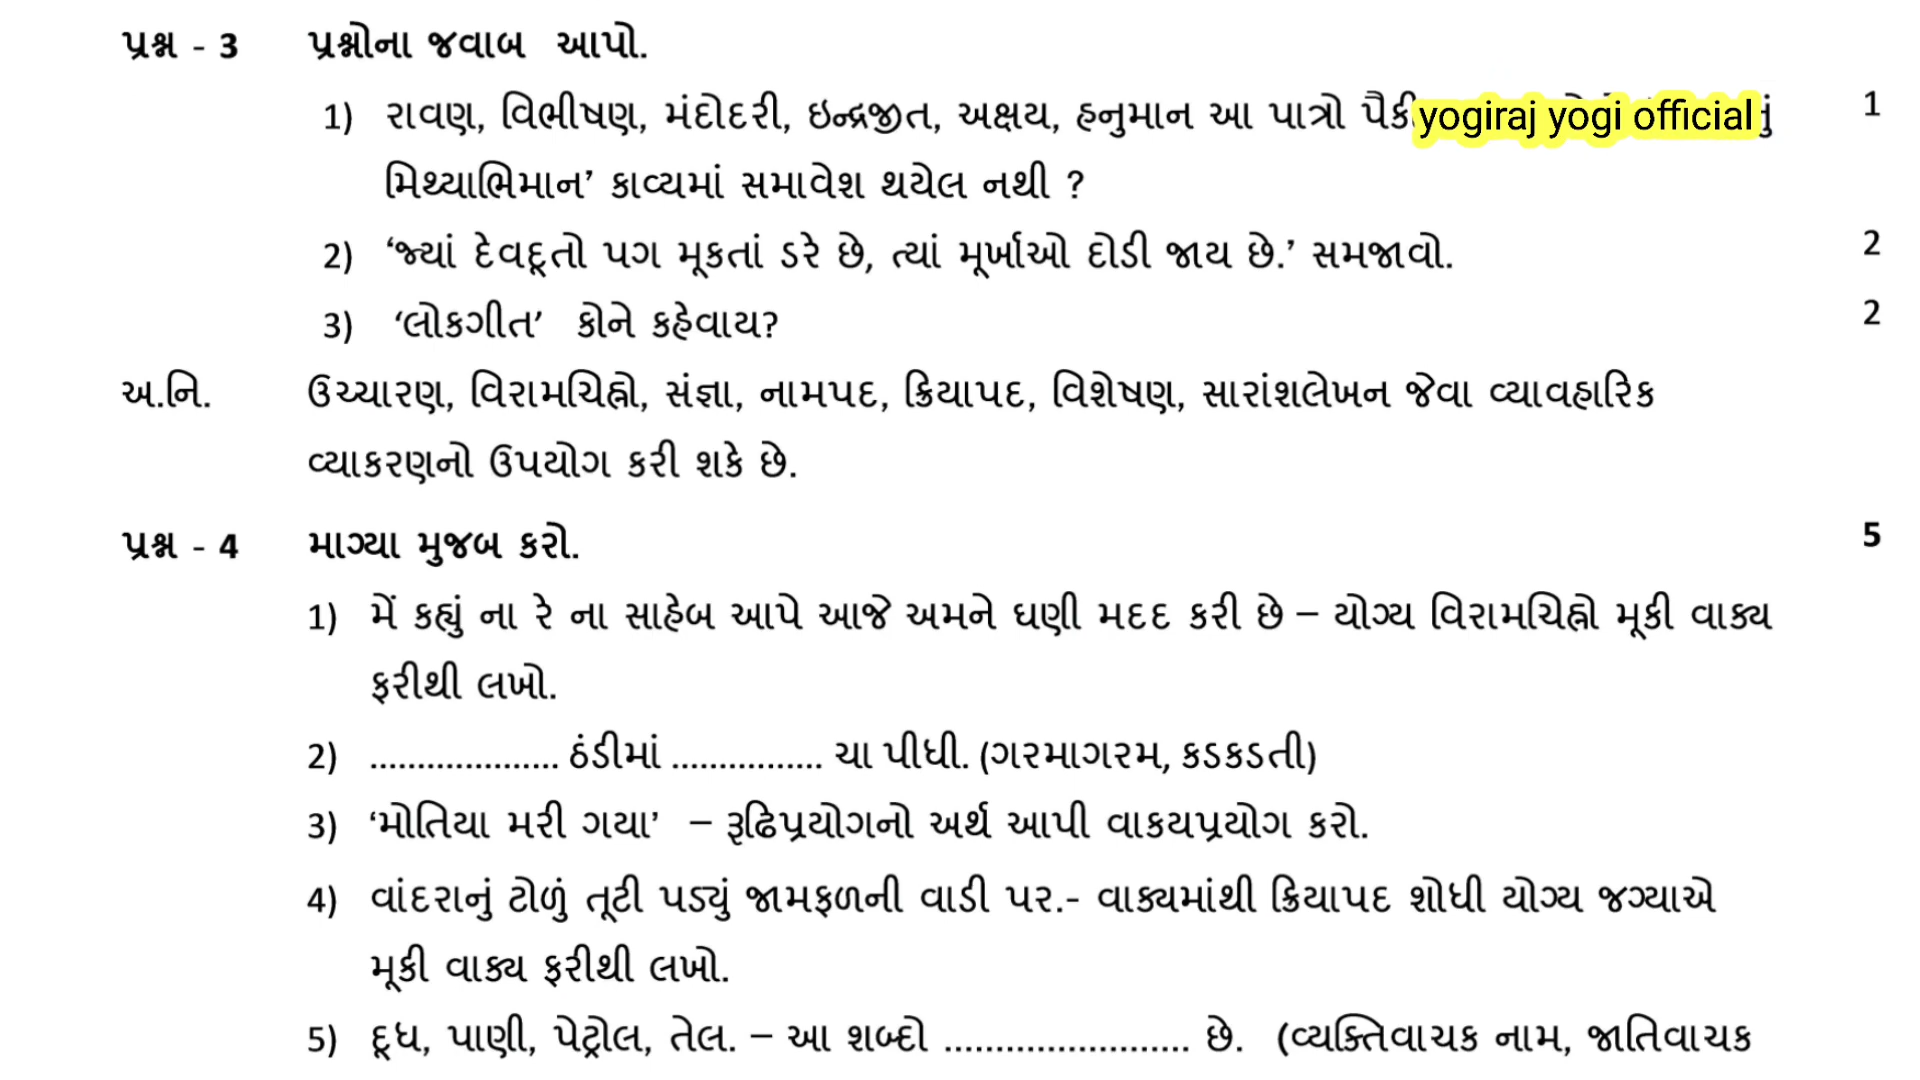 પ્રશ્ન - 3 પ્રશ્નોના જવાબ આપો.
1) રાવણ, વિભીષણ, મંદોદરી, ઇન્દ્રજીત, અક્ષય, હનુમાન આ પાત્રો પૈકી yogiraj yogi official 1
મિથ્યાભિમાન’ કાવ્યમાં સમાવેશ થયેલ નથી ?
2) ‘જ્યાં દેવદૂતો પગ મૂકતાં ડરે છે, ત્યાં મૂર્ખાઓ દોડી જાય છે.’ સમજાવો. 2
3) ‘લોકગીત’ કોને કહેવાય? 2
અ.નિ. ઉચ્ચારણ, વિરામચિહ્નો, સંજ્ઞા, નામપદ, ક્રિયાપદ, વિશેષણ, સારાંશલેખન જેવા વ્યાવહારિક
વ્યાકરણનો ઉપયોગ કરી શકે છે.
પ્રશ્ન - 4 માગ્યા મુજબ કરો. 5
1) મેં કહ્યું ના રે ના સાહેબ આપે આજે અમને ઘણી મદદ કરી છે – યોગ્ય વિરામચિહ્નો મૂકી વાક્ય
ફરીથી લખો.
2) .................... ઠંડીમાં ................ ચા પીધી. (ગરમાગરમ, કડકડતી)
3) ‘મોતિયા મરી ગયા’ – રૂઢિપ્રયોગનો અર્થ આપી વાકયપ્રયોગ કરો.
4) વાંદરાનું ટોળું તૂટી પડ્યું જામફળની વાડી પર.- વાક્યમાંથી ક્રિયાપદ શોધી યોગ્ય જગ્યાએ
મૂકી વાક્ય ફરીથી લખો.
5) દૂધ, પાણી, પેટ્રોલ, તેલ. – આ શબ્દો ........................ છે. (વ્યક્તિવાચક નામ, જાતિવાચક